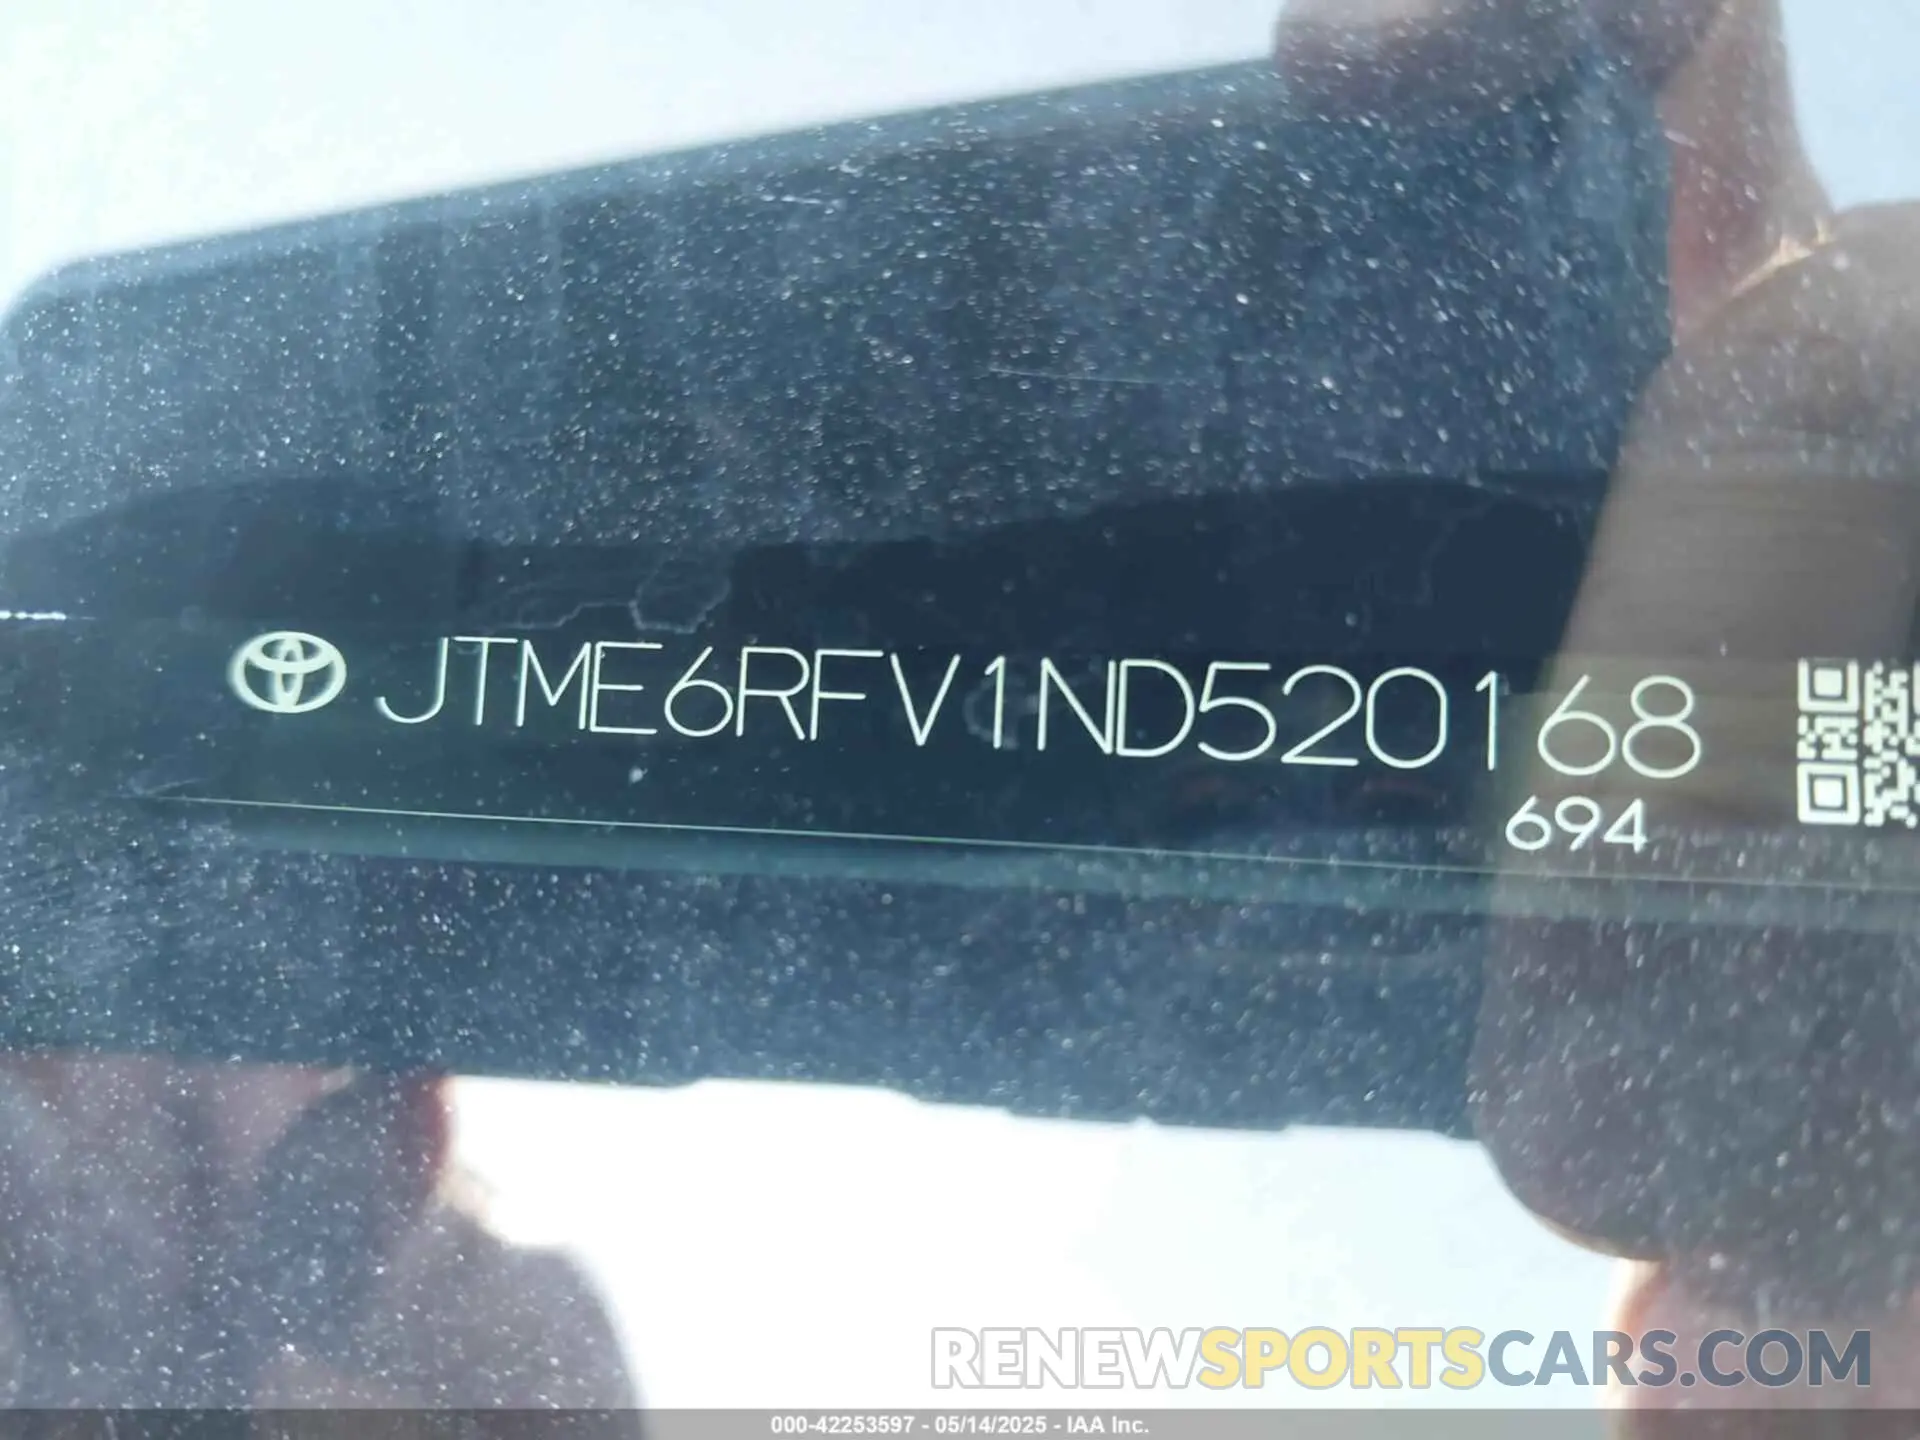 JTME6RFV1ND520168
694
RENEWSPORTSCARS.COM
000-42253597 - 05/14/2025 - IAA Inc.